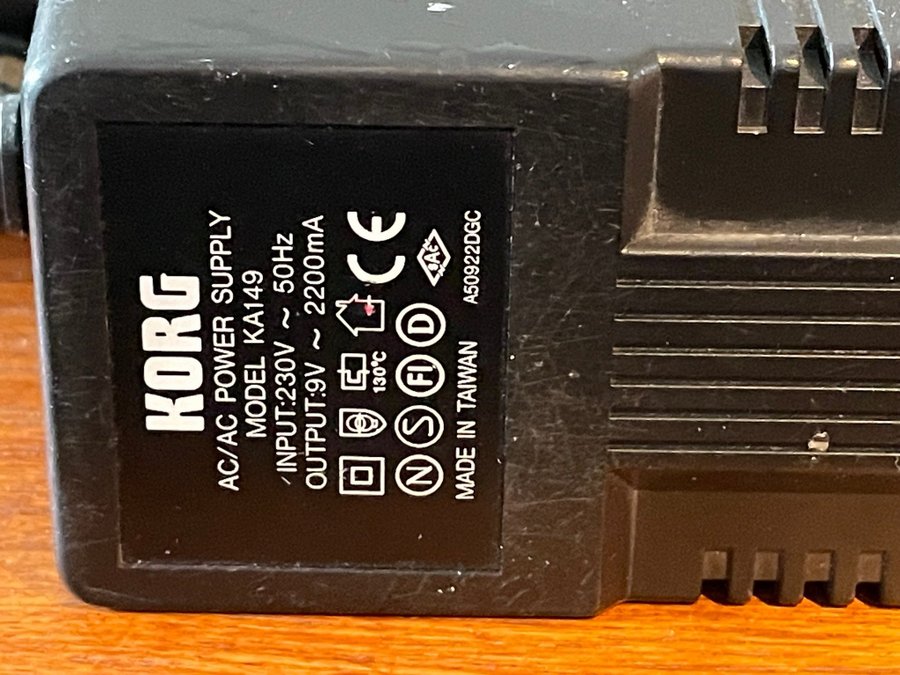 KORG
AC/AC POWER SUPPLY
MODEL KA149
INPUT:230V ~ 50Hz
OUTPUT:9V ~ 2200mA
130°C
CE
N S FI D
MADE IN TAIWAN A50922DGC